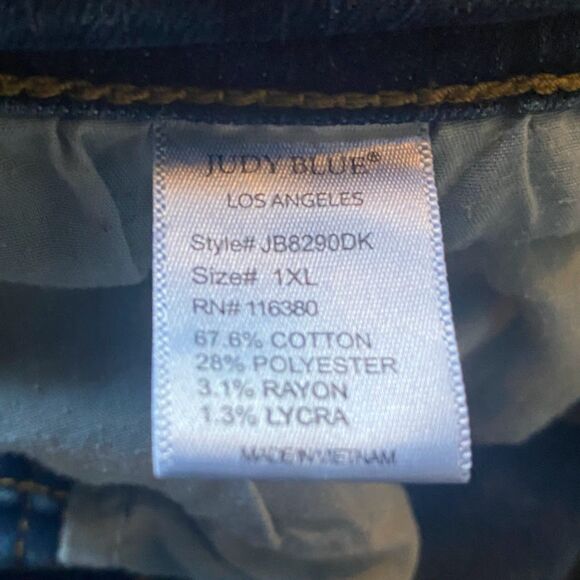 JUDY BLUE®
LOS ANGELES
Style# JB8290DK
Size# 1XL
RN# 116380
67.6% COTTON
28% POLYESTER
3.1% RAYON
1.3% LYCRA
MADE IN VIETNAM